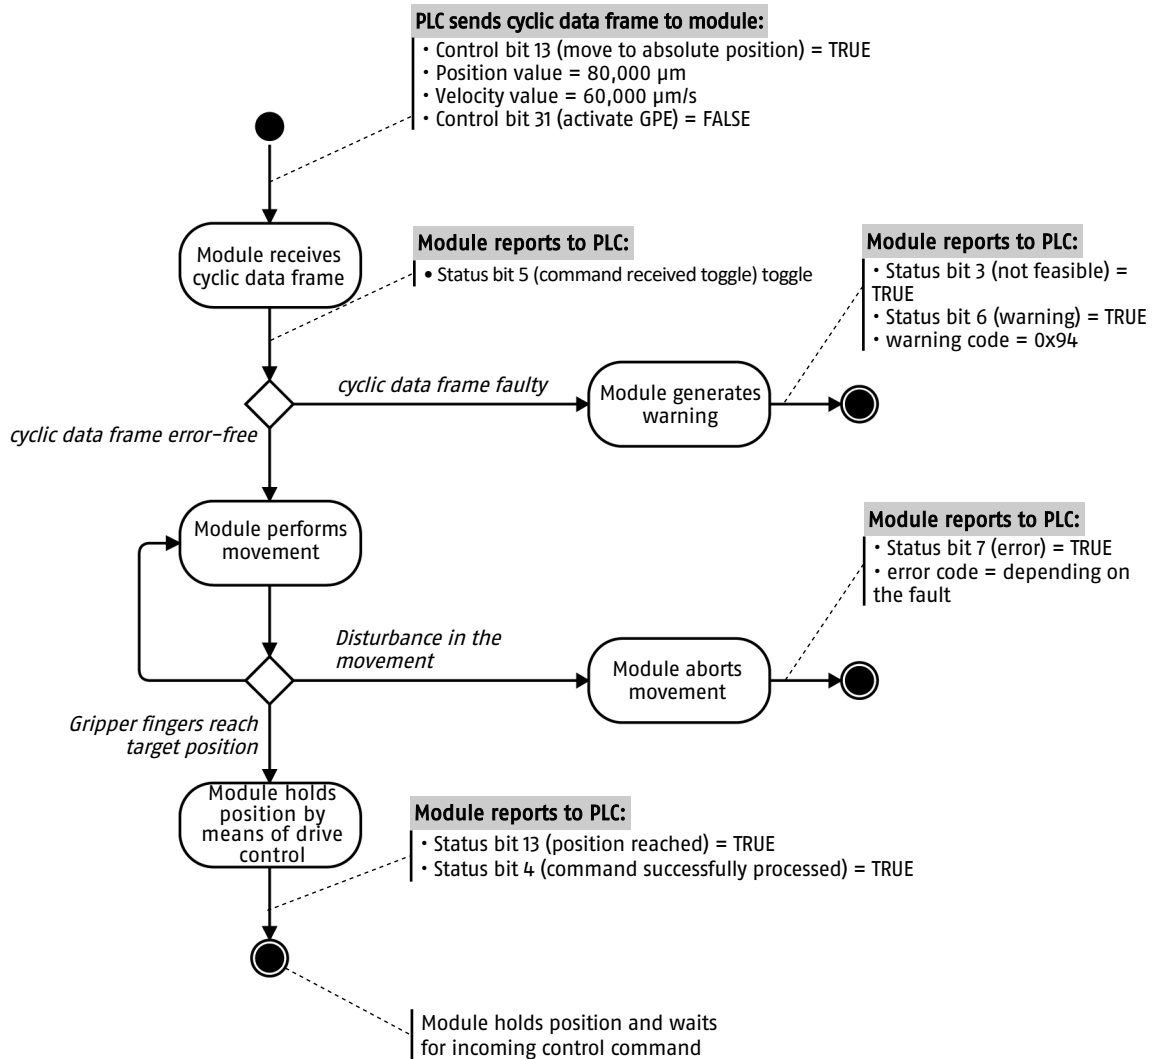 PLC sends cyclic data frame to module:
· Control bit 13 (move to absolute position) = TRUE
· Position value = 80,000 µm
· Velocity value = 60,000 µm/s
· Control bit 31 (activate GPE) = FALSE
Module receives
cyclic data frame
Module reports to PLC:
• Status bit 5 (command received toggle) toggle
Module reports to PLC:
· Status bit 3 (not feasible) =
TRUE
· Status bit 6 (warning) = TRUE
· warning code = 0x94
cyclic data frame faulty
Module generates
warning
cyclic data frame error-free
Module performs
movement
Module reports to PLC:
· Status bit 7 (error) = TRUE
· error code = depending on
the fault
Disturbance in the
movement
Module aborts
movement
Gripper fingers reach
target position
Module holds
position by
means of drive
control
Module reports to PLC:
· Status bit 13 (position reached) = TRUE
· Status bit 4 (command successfully processed) = TRUE
Module holds position and waits
for incoming control command